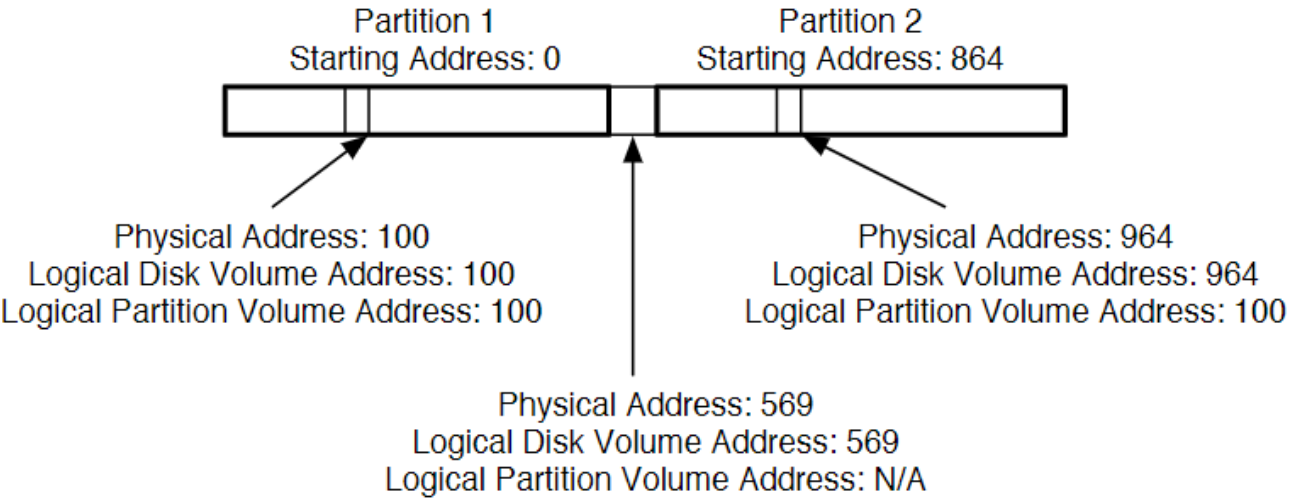 Partition 1
Starting Address: 0
Partition 2
Starting Address: 864
Physical Address: 100
Logical Disk Volume Address: 100
Logical Partition Volume Address: 100
Physical Address: 964
Logical Disk Volume Address: 964
Logical Partition Volume Address: 100
Physical Address: 569
Logical Disk Volume Address: 569
Logical Partition Volume Address: N/A